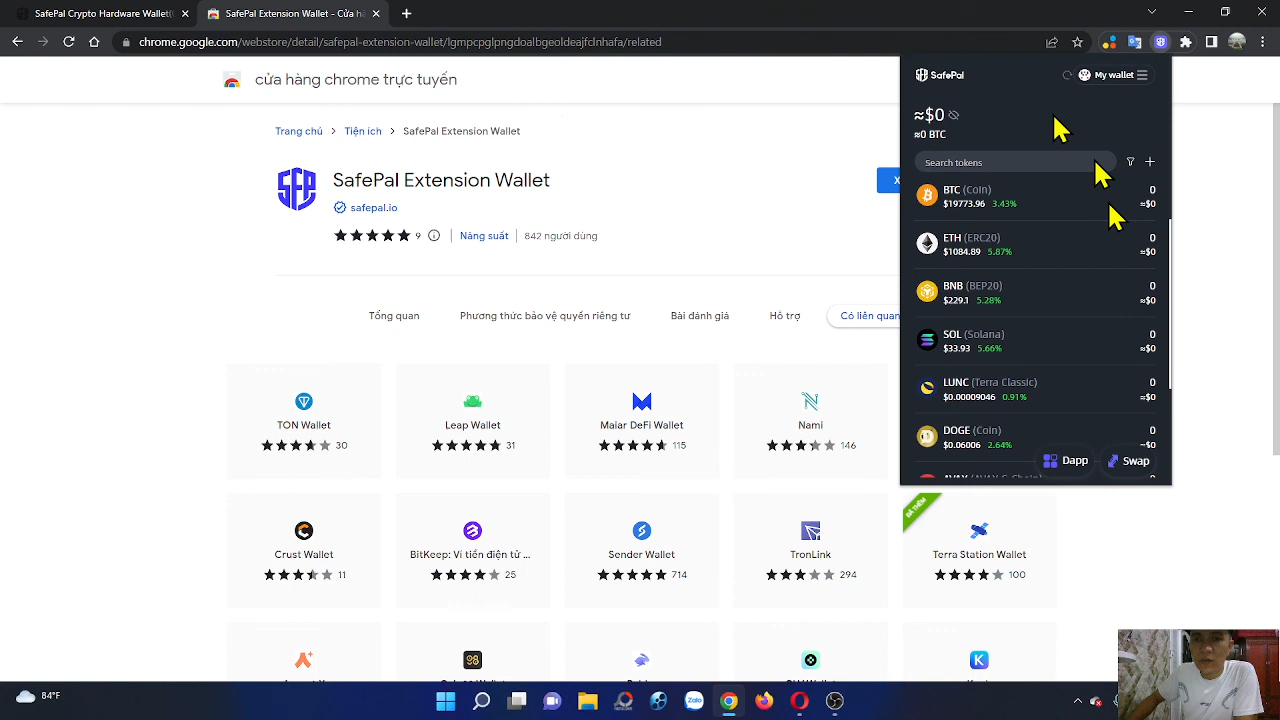 SafePal Crypto Hardware Wallet(
SafePal Extension Wallet - Cửa hà
chrome.google.com/webstore/detail/safepal-extension-wallet/lgmpcpglpngdoalbgeoldeajfclnhafa/related
cửa hàng chrome trực tuyến
Trang chủ
Tiện ích
SafePal Extension Wallet
SafePal Extension Wallet
safepal.io
9
Năng suất
842 người dùng
X
Tổng quan
Phương thức bảo vệ quyền riêng tư
Bài đánh giá
Hỗ trợ
Có liên quan
TON Wallet
30
Leap Wallet
31
Maiar DeFi Wallet
115
Nami
146
Crust Wallet
11
BitKeep: Ví tiền điện tử ...
25
Sender Wallet
714
TronLink
294
ĐÃ THÊM
Terra Station Wallet
100
SafePal
My wallet
≈$0
≈0 BTC
Search tokens
BTC (Coin)
0
$19773.96 3.43%
≈$0
ETH (ERC20)
0
$1084.89 5.87%
≈$0
BNB (BEP20)
0
$229.1 5.28%
≈$0
SOL (Solana)
0
$33.93 5.66%
≈$0
LUNC (Terra Classic)
0
$0.00009046 0.91%
≈$0
DOGE (Coin)
0
$0.06006 2.64%
≈$0
Dapp
Swap
84°F
Zalo